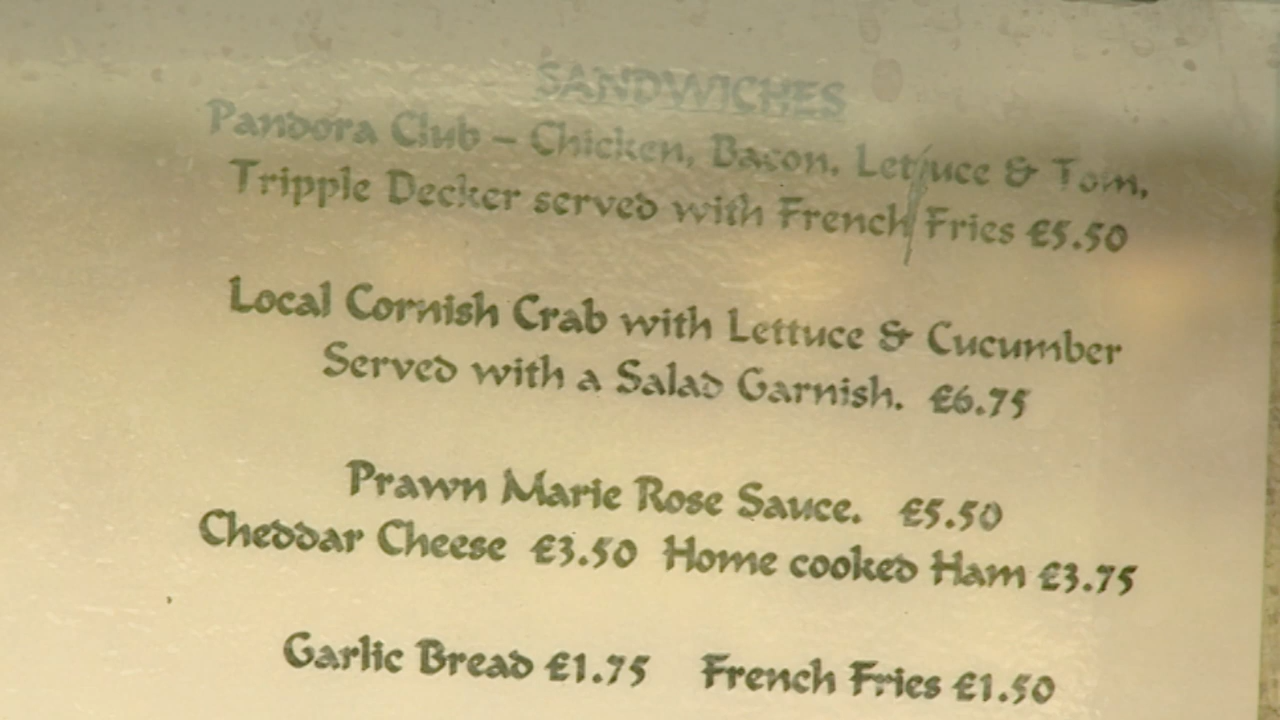 SANDWICHES
Pandora Club – Chicken, Bacon, Lettuce & Tom,
Tripple Decker served with French Fries £5.50
Local Cornish Crab with Lettuce & Cucumber
Served with a Salad Garnish. £6.75
Prawn Marie Rose Sauce. £5.50
Cheddar Cheese £3.50 Home cooked Ham £3.75
Garlic Bread £1.75 French Fries £1.50